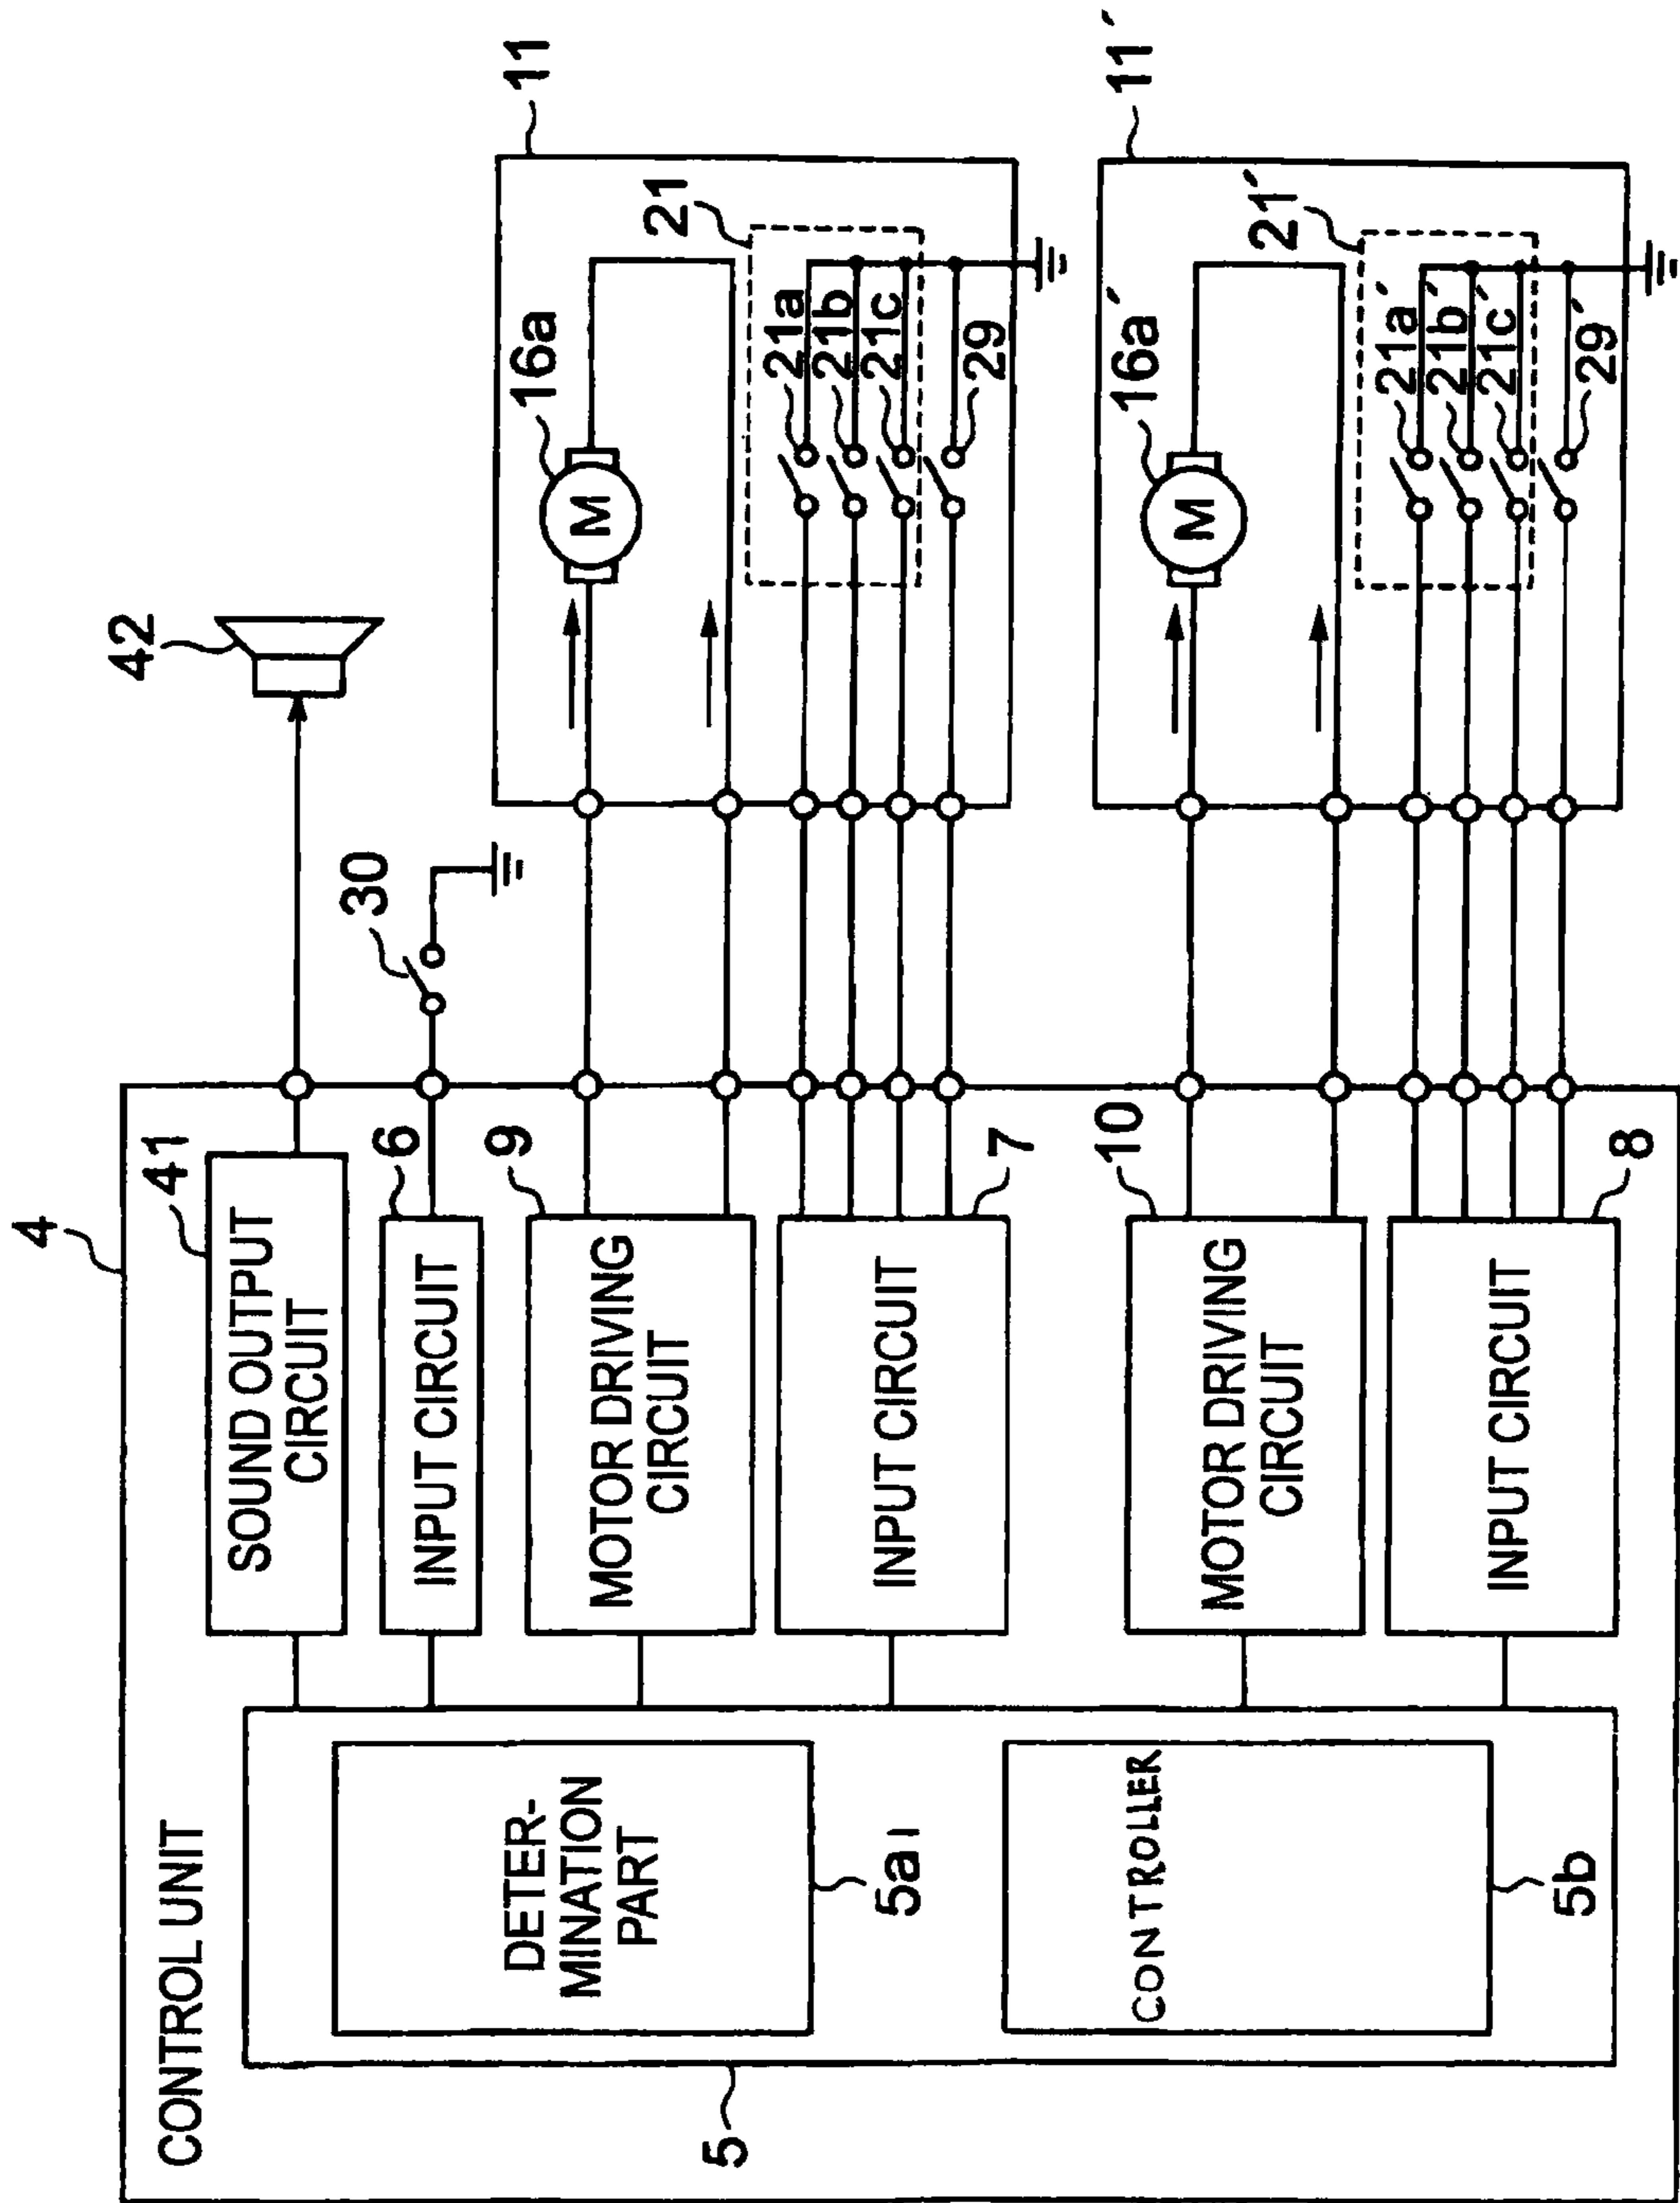 CONTROL UNIT
4
5
DETER-
MINATION
PART
5a1
CONTROLLER
5b
SOUND OUTPUT
CIRCUIT
41
INPUT CIRCUIT
6
MOTOR DRIVING
CIRCUIT
9
INPUT CIRCUIT
7
MOTOR DRIVING
CIRCUIT
10
INPUT CIRCUIT
8
42
30
11
16a
M
21
21a
21b
21c
29
11´
16a´
M
21´
21a´
21b´
21c´
29´